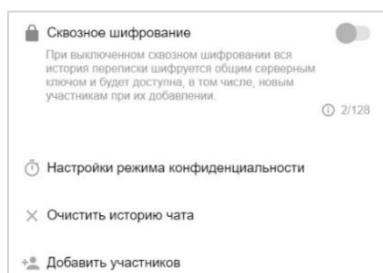 Сквозное шифрование
При выключенном сквозном шифровании вся
история переписки шифруется общим серверным
ключом и будет доступна, в том числе, новым
участникам при их добавлении.
2/128
Настройки режима конфиденциальности
Очистить историю чата
Добавить участников